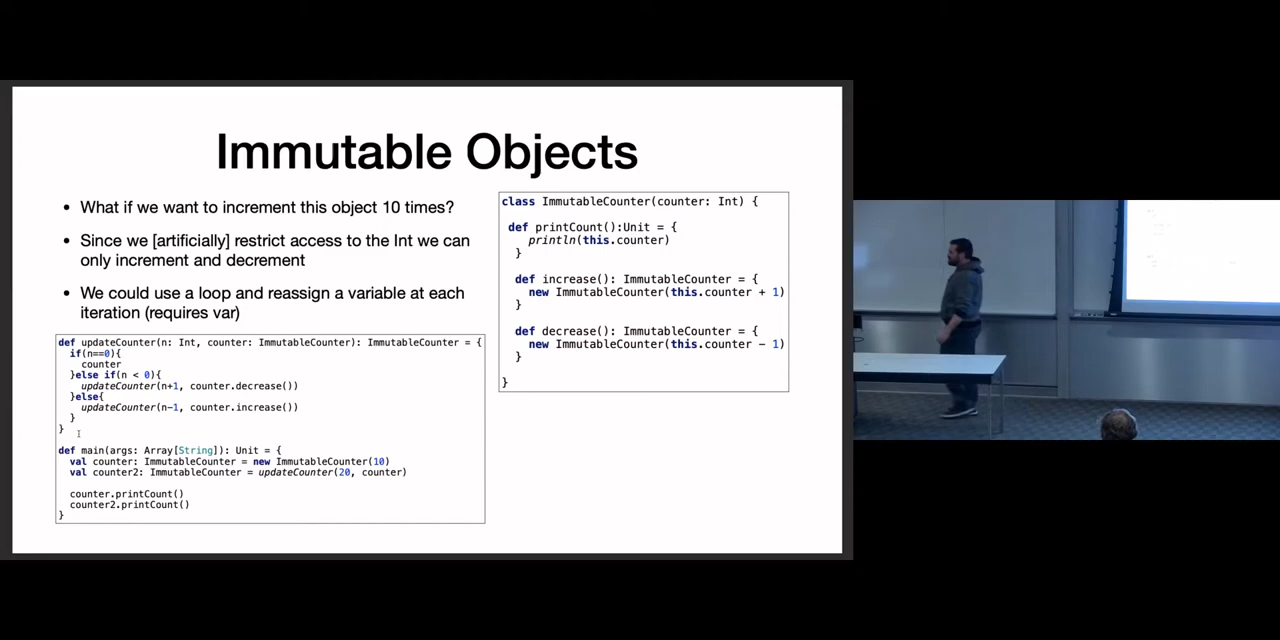 Immutable Objects
• What if we want to increment this object 10 times?
• Since we [artificially] restrict access to the Int we can
only increment and decrement
• We could use a loop and reassign a variable at each
iteration (requires var)
def updateCounter(n: Int, counter: ImmutableCounter): ImmutableCounter = {
  if(n==0){
    counter
  }else if(n < 0){
    updateCounter(n+1, counter.decrease())
  }else{
    updateCounter(n-1, counter.increase())
  }
}
def main(args: Array[String]): Unit = {
  val counter: ImmutableCounter = new ImmutableCounter(10)
  val counter2: ImmutableCounter = updateCounter(20, counter)
  counter.printCount()
  counter2.printCount()
}
class ImmutableCounter(counter: Int) {
  def printCount():Unit = {
    println(this.counter)
  }
  def increase(): ImmutableCounter = {
    new ImmutableCounter(this.counter + 1)
  }
  def decrease(): ImmutableCounter = {
    new ImmutableCounter(this.counter - 1)
  }
}